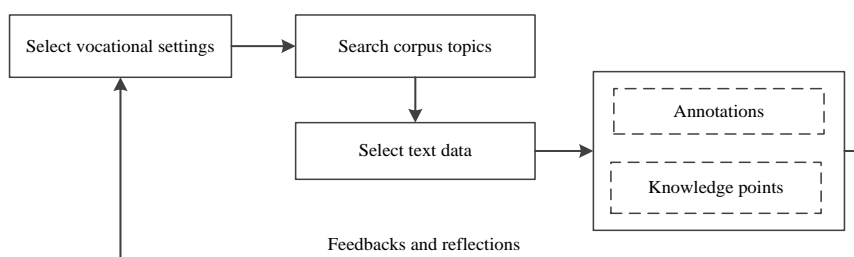 Select vocational settings
Search corpus topics
Select text data
Annotations
Knowledge points
Feedbacks and reflections